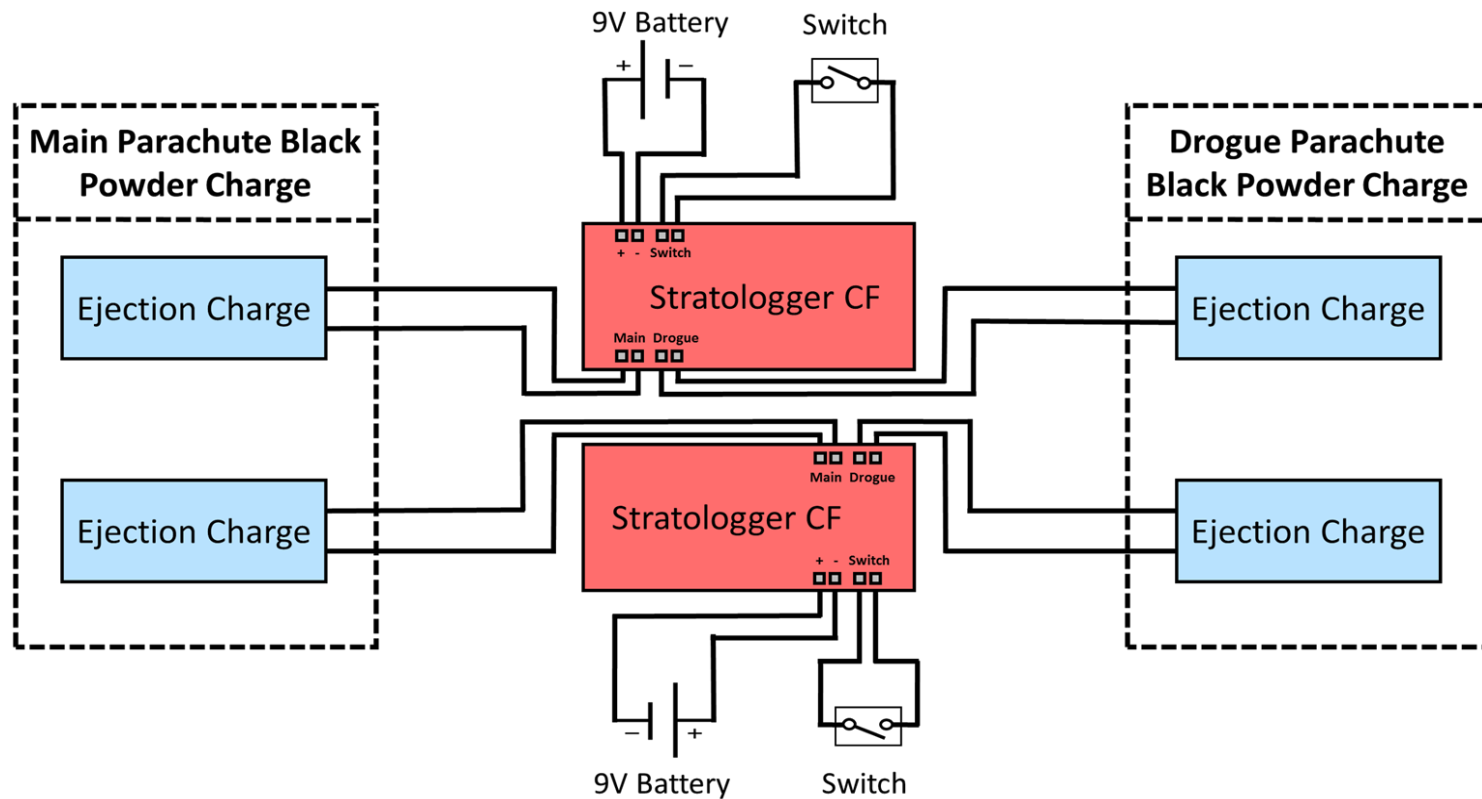 9V Battery
Switch
+ −
Main Parachute Black
Powder Charge
Drogue Parachute
Black Powder Charge
+ - Switch
Ejection Charge
Stratologger CF
Ejection Charge
Main Drogue
Main Drogue
Ejection Charge
Stratologger CF
Ejection Charge
+ - Switch
− +
9V Battery
Switch